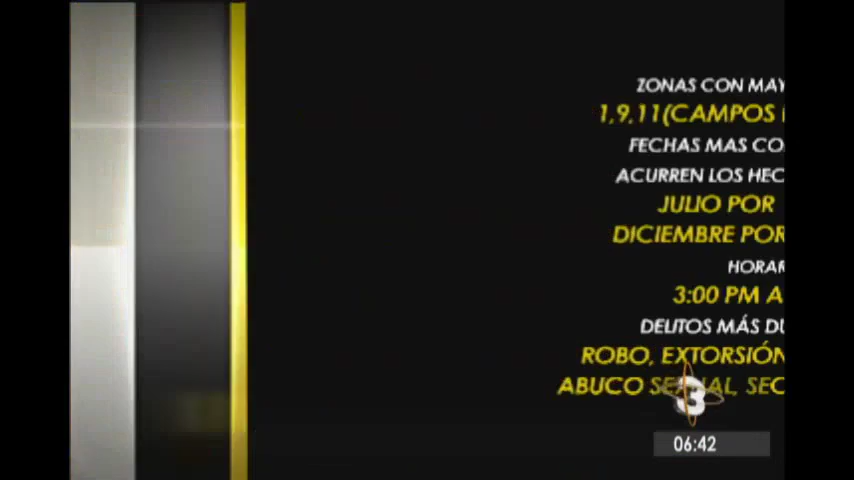 ZONAS CON MAY
1,9,11(CAMPOS
FECHAS MAS CO
ACURREN LOS HEC
JULIO POR
DICIEMBRE POR
HORAR
3:00 PM A
DELITOS MÁS DU
ROBO, EXTORSIÓN
ABUCO SEXUAL, SEC
3
06:42